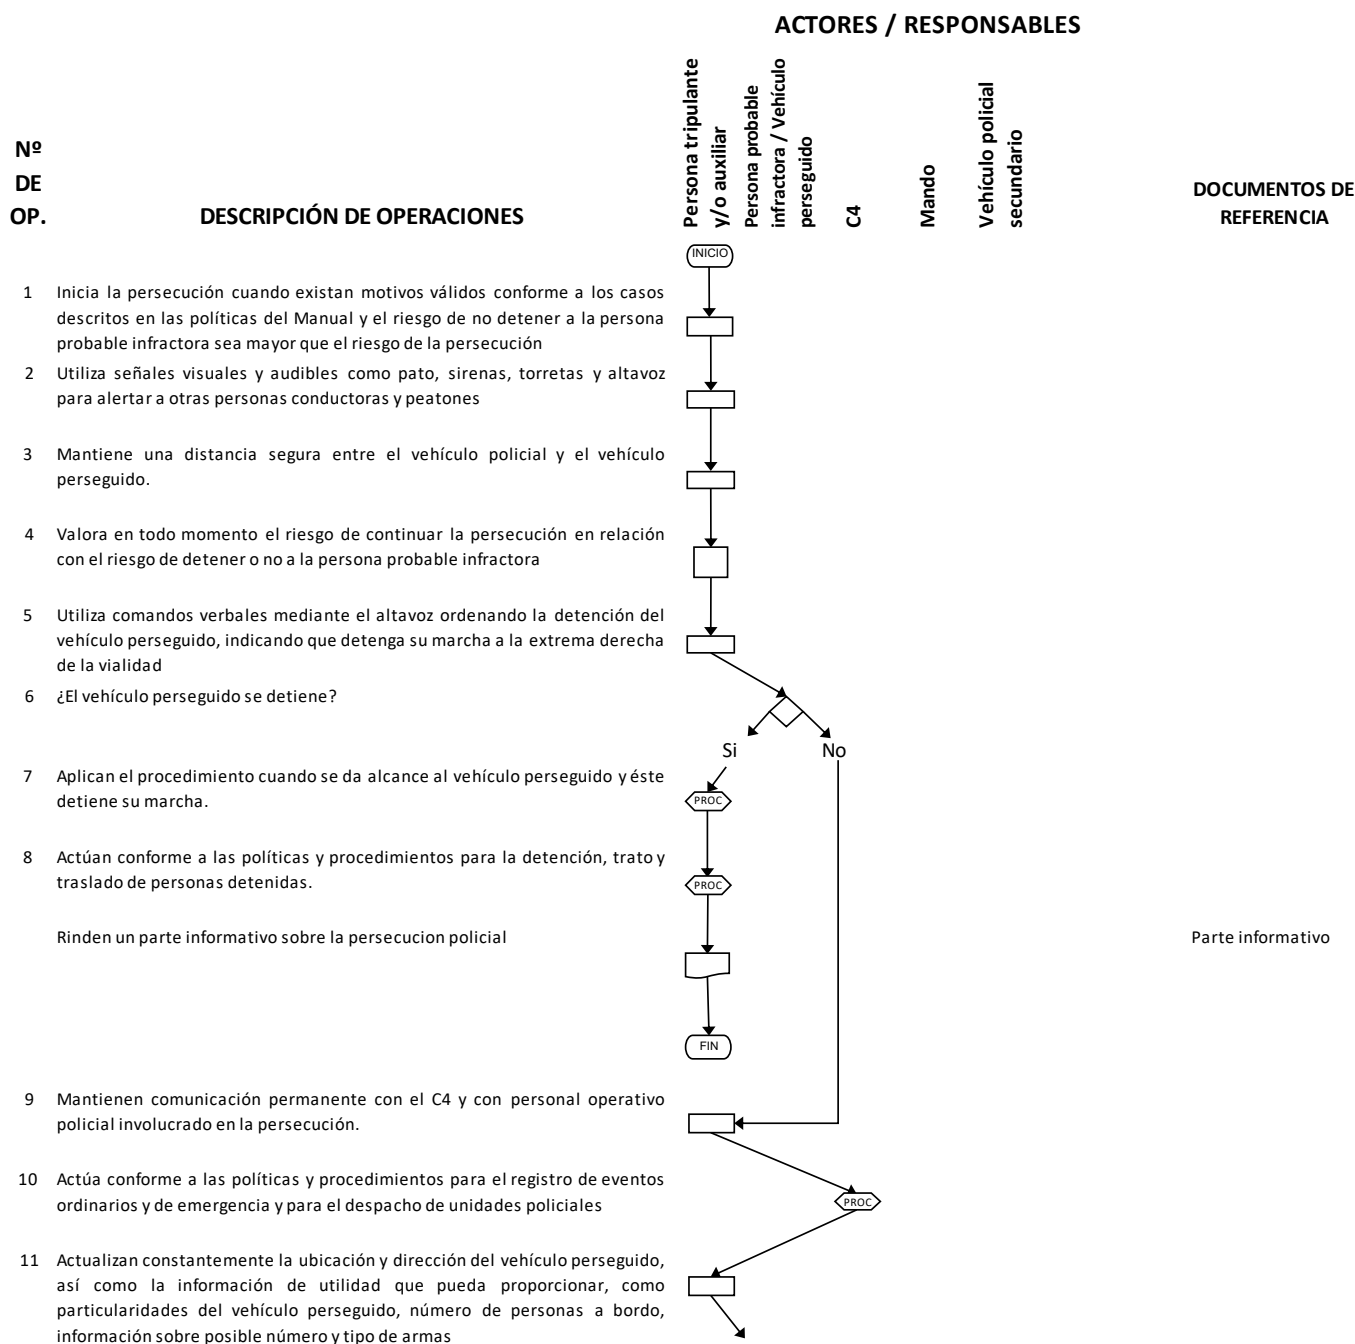 ACTORES / RESPONSABLES
Nº
DE
OP.
DESCRIPCIÓN DE OPERACIONES
Persona tripulante
y/o auxiliar
Persona probable
infractora / Vehículo
perseguido
C4
Mando
Vehículo policial
secundario
DOCUMENTOS DE
REFERENCIA
INICIO
1 Inicia la persecución cuando existan motivos válidos conforme a los casos
descritos en las políticas del Manual y el riesgo de no detener a la persona
probable infractora sea mayor que el riesgo de la persecución
2 Utiliza señales visuales y audibles como pato, sirenas, torretas y altavoz
para alertar a otras personas conductoras y peatones
3 Mantiene una distancia segura entre el vehículo policial y el vehículo
perseguido.
4 Valora en todo momento el riesgo de continuar la persecución en relación
con el riesgo de detener o no a la persona probable infractora
5 Utiliza comandos verbales mediante el altavoz ordenando la detención del
vehículo perseguido, indicando que detenga su marcha a la extrema derecha
de la vialidad
6 ¿El vehículo perseguido se detiene?
Si
No
7 Aplican el procedimiento cuando se da alcance al vehículo perseguido y éste
detiene su marcha.
PROC
8 Actúan conforme a las políticas y procedimientos para la detención, trato y
traslado de personas detenidas.
PROC
Rinden un parte informativo sobre la persecucion policial
Parte informativo
FIN
9 Mantienen comunicación permanente con el C4 y con personal operativo
policial involucrado en la persecución.
10 Actúa conforme a las políticas y procedimientos para el registro de eventos
ordinarios y de emergencia y para el despacho de unidades policiales
PROC
11 Actualizan constantemente la ubicación y dirección del vehículo perseguido,
así como la información de utilidad que pueda proporcionar, como
particularidades del vehículo perseguido, número de personas a bordo,
información sobre posible número y tipo de armas